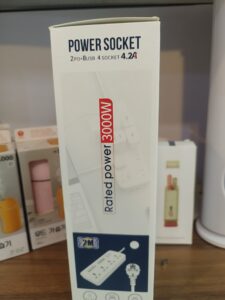 POWER SOCKET
2PD+8USB 4 SOCKET 4.2A
Rated power 3000W
2M